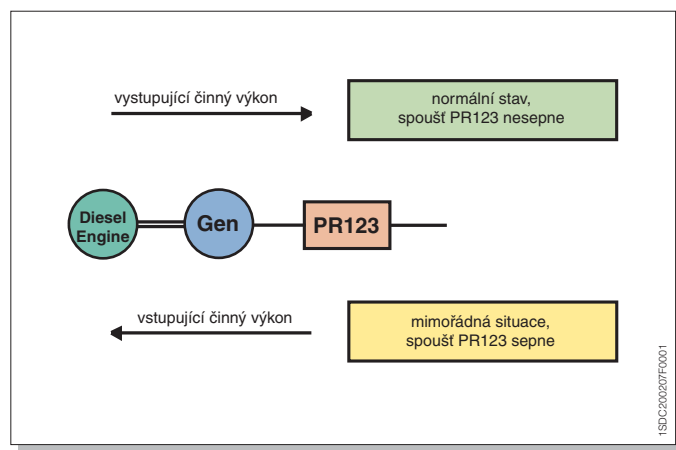 vystupující činný výkon
normální stav,
spoušť PR123 nesepne
Diesel
Engine
Gen
PR123
vstupující činný výkon
mimořádná situace,
spoušť PR123 sepne
1SDC200207F0001